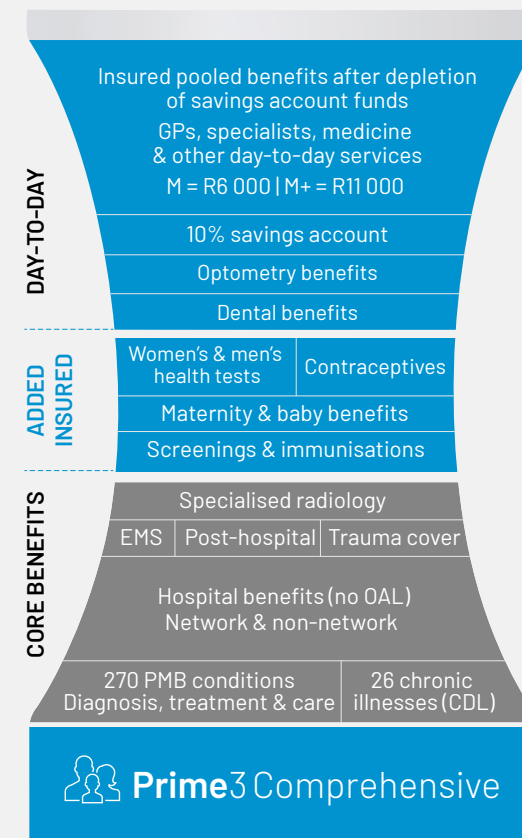 DAY-TO-DAY
Insured pooled benefits after depletion
of savings account funds
GPs, specialists, medicine
& other day-to-day services
M = R6 000 | M+ = R11 000
10% savings account
Optometry benefits
Dental benefits
ADDED
INSURED
Women's & men's
health tests
Contraceptives
Maternity & baby benefits
Screenings & immunisations
CORE BENEFITS
Specialised radiology
EMS
Post-hospital
Trauma cover
Hospital benefits (no OAL)
Network & non-network
270 PMB conditions
Diagnosis, treatment & care
26 chronic
illnesses (CDL)
Prime3 Comprehensive